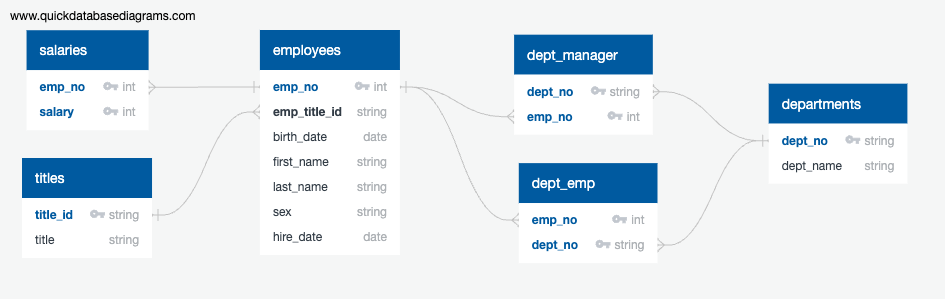 www.quickdatabasediagrams.com
salaries
emp_no int
salary int
titles
title_id string
title string
employees
emp_no int
emp_title_id string
birth_date date
first_name string
last_name string
sex string
hire_date date
dept_manager
dept_no string
emp_no int
dept_emp
emp_no int
dept_no string
departments
dept_no string
dept_name string